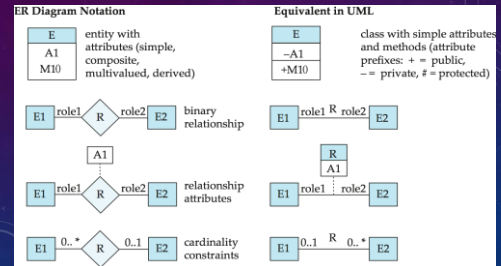 ER Diagram Notation
E
A1
M10
entity with
attributes (simple,
composite,
multivalued, derived)
E1 role1 R role2 E2
binary
relationship
A1
E1 role1 R role2 E2
relationship
attributes
E1 0..* R 0..1 E2
cardinality
constraints
Equivalent in UML
E
–A1
+M10
class with simple attributes
and methods (attribute
prefixes: + = public,
– = private, # = protected)
E1 role1 R role2 E2
R
A1
E1 role1 role2 E2
E1 0..1 R 0..* E2